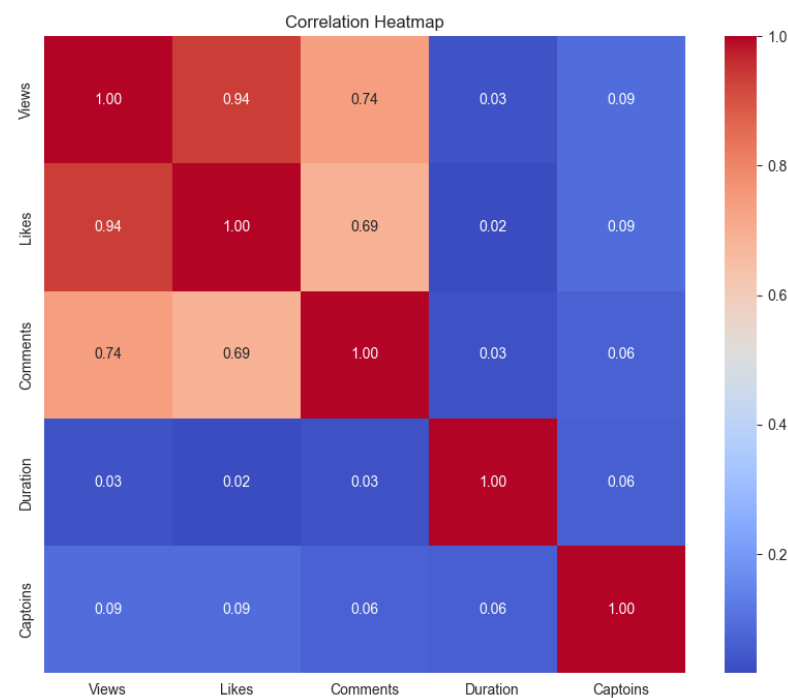 Correlation Heatmap
Views 1.00 0.94 0.74 0.03 0.09
Likes 0.94 1.00 0.69 0.02 0.09
Comments 0.74 0.69 1.00 0.03 0.06
Duration 0.03 0.02 0.03 1.00 0.06
Captoins 0.09 0.09 0.06 0.06 1.00
Views Likes Comments Duration Captoins
1.0
0.8
0.6
0.4
0.2